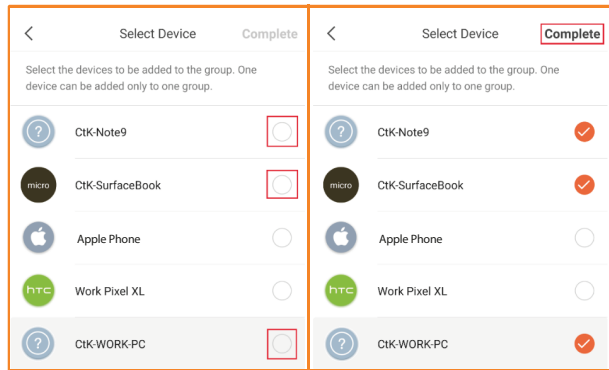 Select Device Complete
Select the devices to be added to the group. One
device can be added only to one group.
? CtK-Note9
micro CtK-SurfaceBook
Apple Phone
hTC Work Pixel XL
? CtK-WORK-PC
Select Device Complete
Select the devices to be added to the group. One
device can be added only to one group.
? CtK-Note9
micro CtK-SurfaceBook
Apple Phone
hTC Work Pixel XL
? CtK-WORK-PC